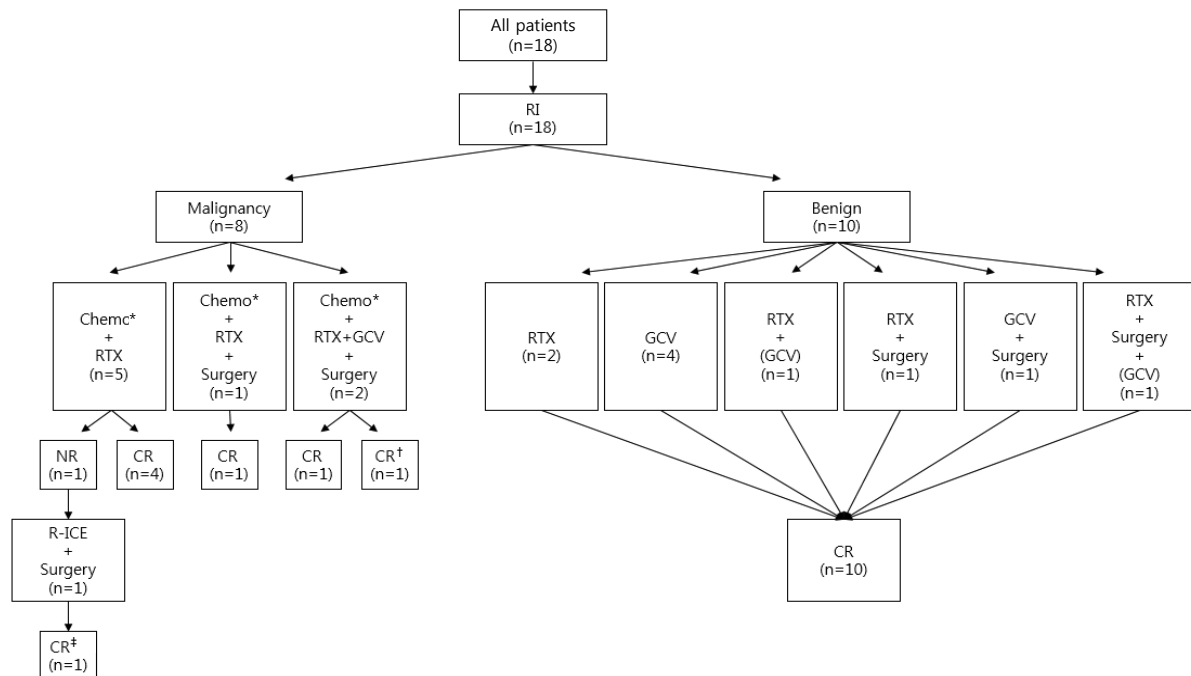 All patients
(n=18)
RI
(n=18)
Malignancy
(n=8)
Benign
(n=10)
Chemc*
+
RTX
(n=5)
Chemo*
+
RTX
+
Surgery
(n=1)
Chemo*
+
RTX+GCV
+
Surgery
(n=2)
RTX
(n=2)
GCV
(n=4)
RTX
+
(GCV)
(n=1)
RTX
+
Surgery
(n=1)
GCV
+
Surgery
(n=1)
RTX
+
Surgery
+
(GCV)
(n=1)
NR
(n=1)
CR
(n=4)
CR
(n=1)
CR
(n=1)
CR†
(n=1)
R-ICE
+
Surgery
(n=1)
CR
(n=10)
CR‡
(n=1)